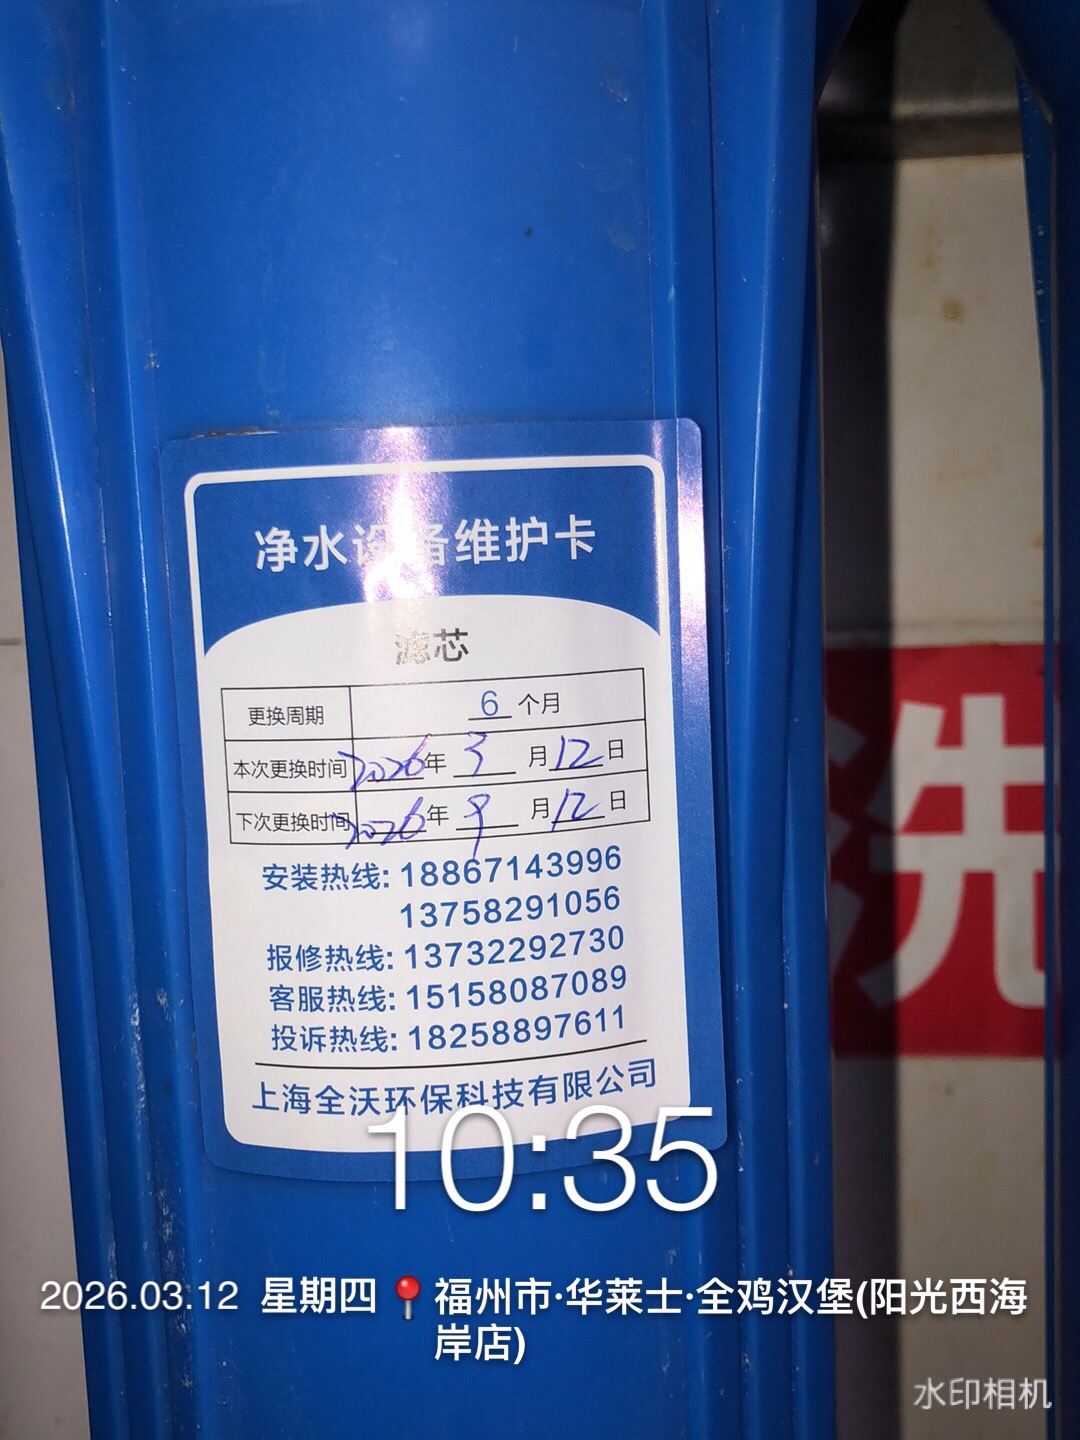 净水设备维护卡
滤芯
更换周期 6 个月
本次更换时间 2026年 3 月 12 日
下次更换时间 2026年 9 月 12 日
安装热线: 18867143996
13758291056
报修热线: 13732292730
客服热线: 15158087089
投诉热线: 18258897611
上海全沃环保科技有限公司
洗
10:35
2026.03.12 星期四 福州市·华莱士·全鸡汉堡(阳光西海
岸店)
水印相机